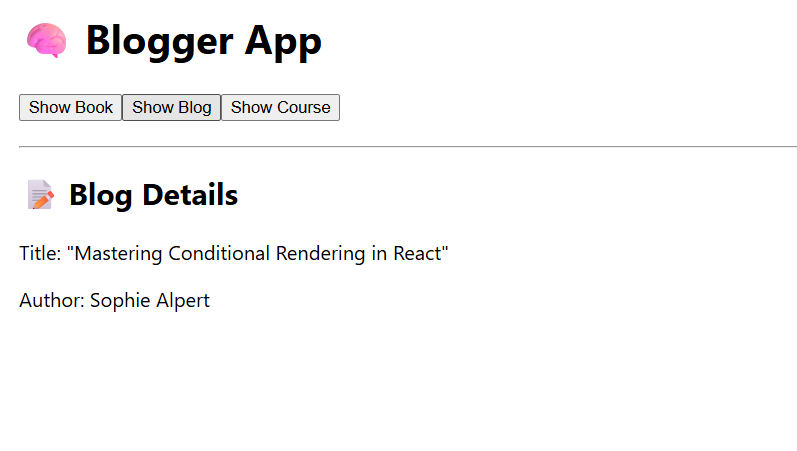 🧠 Blogger App
Show Book Show Blog Show Course
📝 Blog Details
Title: "Mastering Conditional Rendering in React"
Author: Sophie Alpert